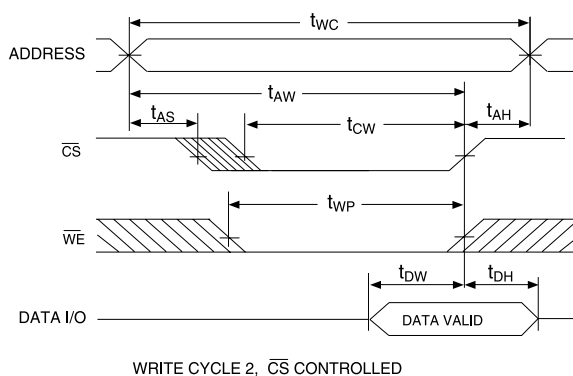 tWC
ADDRESS
tAW
tAS
tCW
tAH
CS
tWP
WE
tDW
tDH
DATA I/O
DATA VALID
WRITE CYCLE 2, CS CONTROLLED